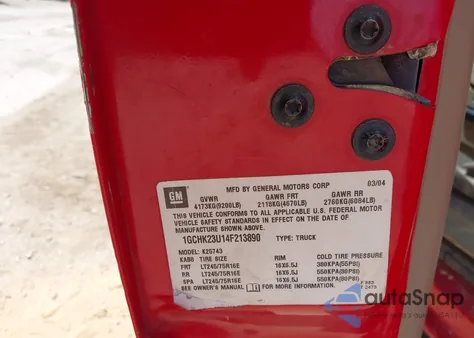 GM
MFD BY GENERAL MOTORS CORP 03/04
GVWR GAWR FRT GAWR RR
4173KG(9200LB) 2118KG(4670LB) 2760KG(6084LB)
THIS VEHICLE CONFORMS TO ALL APPLICABLE U.S. FEDERAL MOTOR
VEHICLE SAFETY STANDARDS IN EFFECT ON THE DATE OF
MANUFACTURE SHOWN ABOVE.
1GCHK23U14F213890 TYPE: TRUCK
MODEL: K25743
TIRE SIZE RIM COLD TIRE PRESSURE
FRT LT245/75R16E 16X6.5J 380KPA(55PSI)
RR LT245/75R16E 16X6.5J 550KPA(80PSI)
SPA LT245/75R16E 16X6.5J 550KPA(80PSI)
SEE OWNER'S MANUAL FOR MORE INFORMATION.
autoSnap